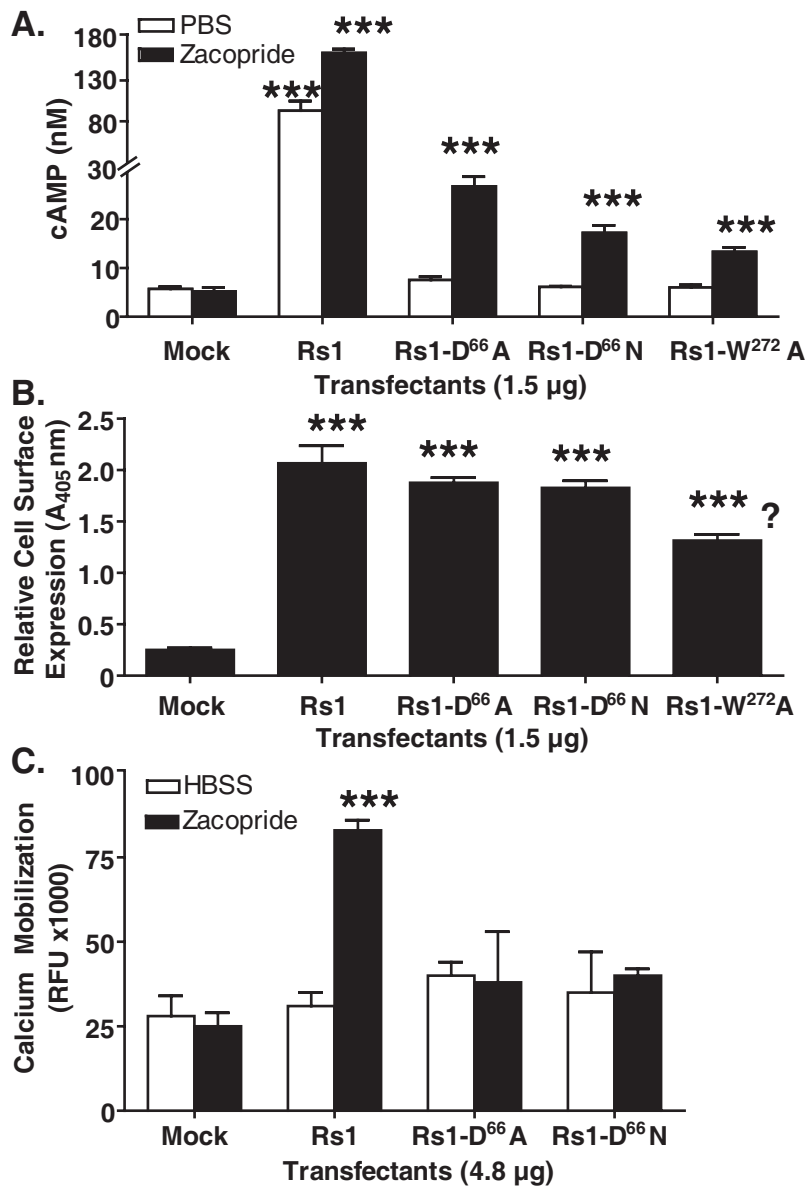 A.
PBS
Zacopride
***
***
***
***
***
cAMP (nM)
180
130
80
30
20
10
0
Mock
Rs1
Rs1-D⁶⁶A
Rs1-D⁶⁶N
Rs1-W²⁷²A
Transfectants (1.5 µg)
B.
Relative Cell Surface
Expression (A₄₀₅nm)
2.5
2.0
1.5
1.0
0.5
0
***
***
***
***
?
Mock
Rs1
Rs1-D⁶⁶A
Rs1-D⁶⁶N
Rs1-W²⁷²A
Transfectants (1.5 µg)
C.
HBSS
Zacopride
***
Calcium Mobilization
(RFU x1000)
100
75
50
25
0
Mock
Rs1
Rs1-D⁶⁶A
Rs1-D⁶⁶N
Transfectants (4.8 µg)